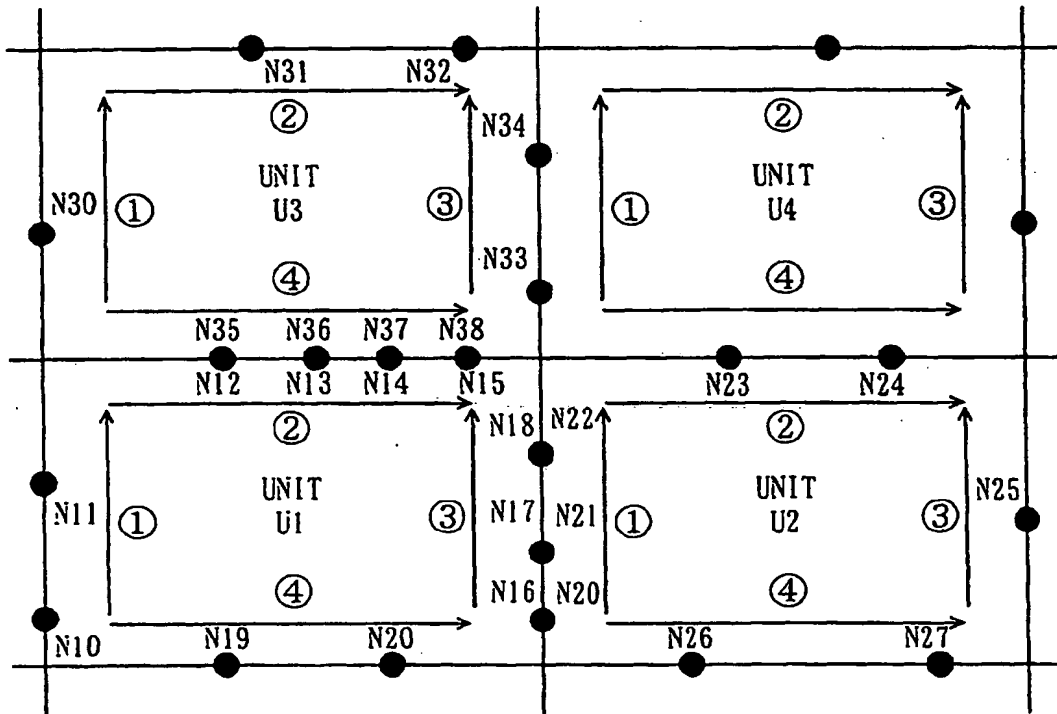 N31 N32
②
②
N34
UNIT
U3
UNIT
U4
N30
①
③
①
③
N33
④
④
N35 N36 N37 N38
N12 N13 N14 N15
N23 N24
②
②
N18 N22
UNIT
U1
UNIT
U2
N11
①
③
N17 N21
①
③
N25
④
④
N16 N20
N10
N19 N20
N26 N27